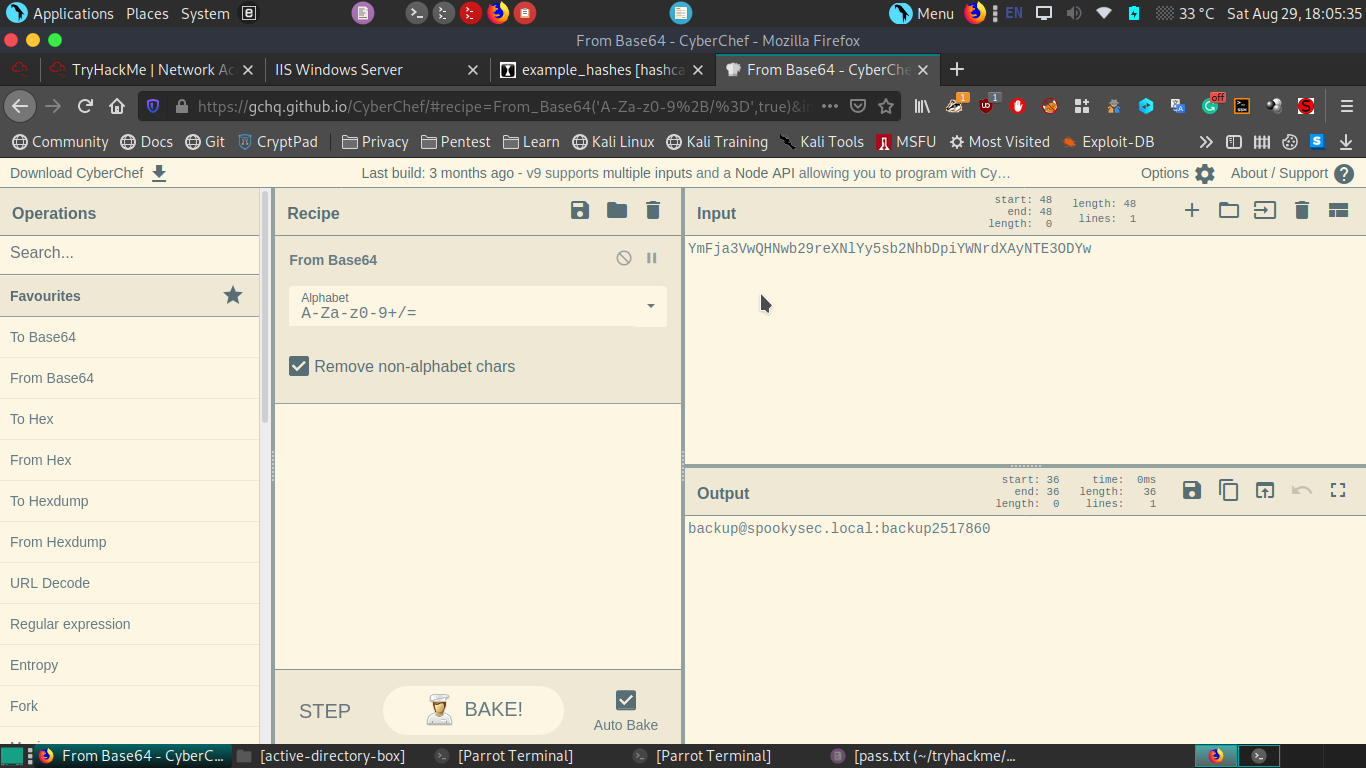 Applications Places System
Menu EN 33 °C Sat Aug 29, 18:05:35
From Base64 - CyberChef - Mozilla Firefox
TryHackMe | Network Ac
IIS Windows Server
example_hashes [hashca
From Base64 - CyberChe
https://gchq.github.io/CyberChef/#recipe=From_Base64('A-Za-z0-9%2B/%3D',true)&in
1 1 off
Community Docs Git CryptPad Privacy Pentest Learn Kali Linux Kali Training Kali Tools MSFU Most Visited Exploit-DB
Download CyberChef
Last build: 3 months ago - v9 supports multiple inputs and a Node API allowing you to program with Cy…
Options About / Support
Operations
Search...
Favourites
To Base64
From Base64
To Hex
From Hex
To Hexdump
From Hexdump
URL Decode
Regular expression
Entropy
Fork
Recipe
From Base64
Alphabet
A-Za-z0-9+/=
Remove non-alphabet chars
STEP
BAKE!
Auto Bake
Input
start: 48
end: 48
length: 0
length: 48
lines: 1
YmFja3VwQHNwb29reXNlYy5sb2NhbDpiYWNrdXAyNTE3ODYw
Output
start: 36
end: 36
length: 0
time: 0ms
length: 36
lines: 1
backup@spookysec.local:backup2517860
From Base64 - CyberC...
[active-directory-box]
[Parrot Terminal]
[Parrot Terminal]
[pass.txt (~/tryhackme/...